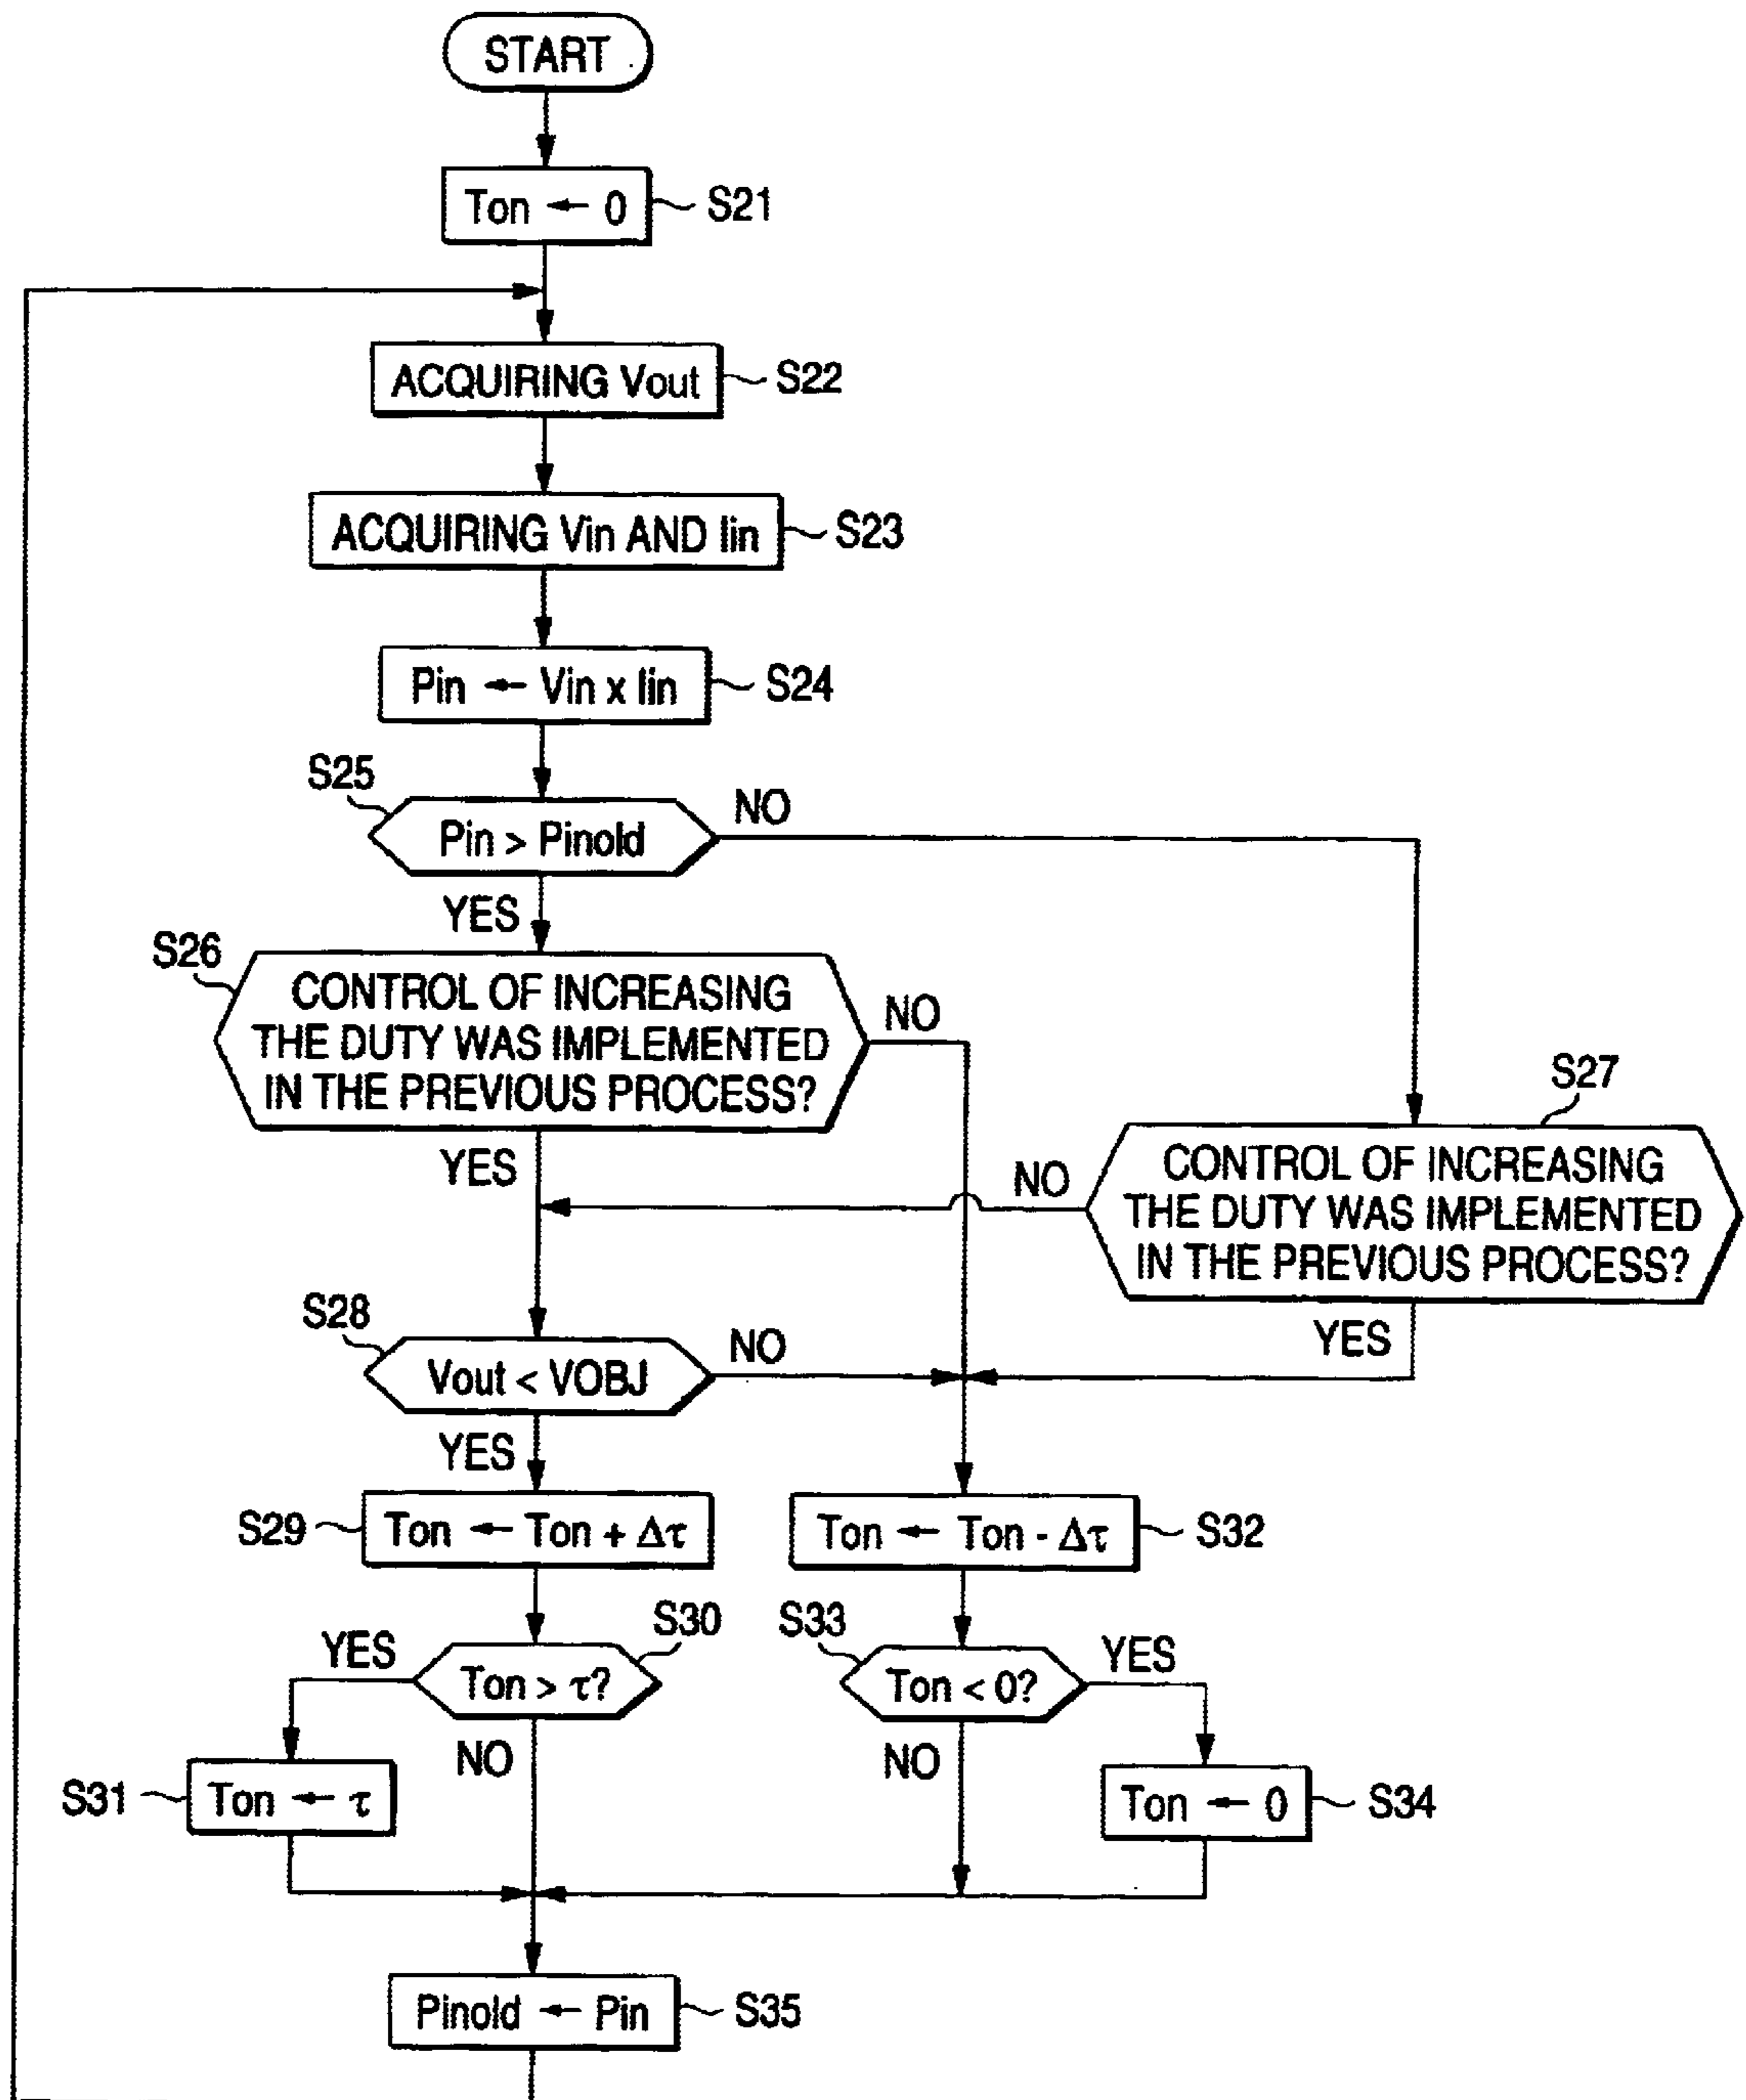 START
Ton ← 0
S21
ACQUIRING Vout
S22
ACQUIRING Vin AND Iin
S23
Pin ← Vin x Iin
S24
S25
Pin > Pinold
NO
YES
S26
CONTROL OF INCREASING
THE DUTY WAS IMPLEMENTED
IN THE PREVIOUS PROCESS?
NO
YES
S27
CONTROL OF INCREASING
THE DUTY WAS IMPLEMENTED
IN THE PREVIOUS PROCESS?
NO
YES
S28
Vout < VOBJ
NO
YES
S29
Ton ← Ton + Δτ
Ton ← Ton - Δτ
S32
S30
YES
Ton > τ?
NO
S33
Ton < 0?
YES
NO
S31
Ton ← τ
Ton ← 0
S34
Pinold ← Pin
S35